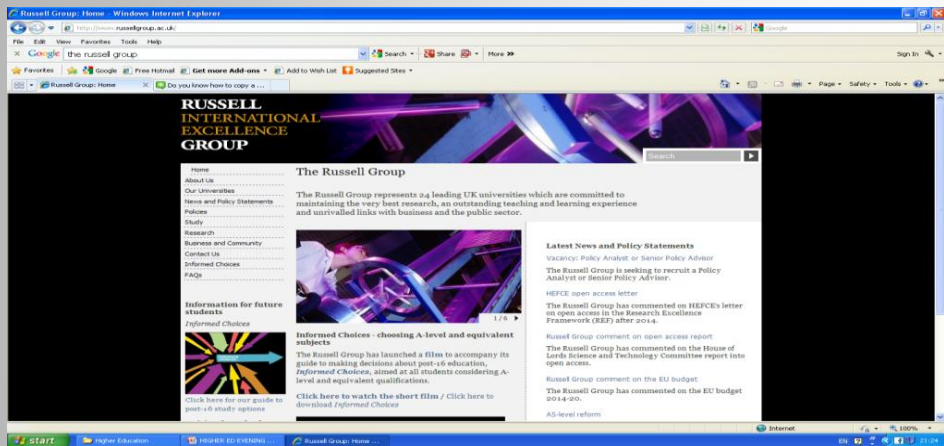 Russell Group: Home - Windows Internet Explorer
http://www.russellgroup.ac.uk/
Google
File Edit View Favorites Tools Help
× Google the russell group Search Share More >> Sign In
Favorites Google Free Hotmail Get more Add-ons Add to Wish List Suggested Sites
Russell Group: Home × Do you know how to copy a ... Page Safety Tools
RUSSELL
INTERNATIONAL
EXCELLENCE
GROUP
Search
Home
About Us
Our Universities
News and Policy Statements
Policies
Study
Research
Business and Community
Contact Us
Informed Choices
FAQs
Information for future
students
Informed Choices
Click here for our guide to
post-16 study options
The Russell Group
The Russell Group represents 24 leading UK universities which are committed to
maintaining the very best research, an outstanding teaching and learning experience
and unrivalled links with business and the public sector.
1/6
Informed Choices - choosing A-level and equivalent
subjects
The Russell Group has launched a film to accompany its
guide to making decisions about post-16 education,
Informed Choices, aimed at all students considering A-
level and equivalent qualifications.
Click here to watch the short film / Click here to
download Informed Choices
Latest News and Policy Statements
Vacancy: Policy Analyst or Senior Policy Advisor
The Russell Group is seeking to recruit a Policy
Analyst or Senior Policy Advisor.
HEFCE open access letter
The Russell Group has commented on HEFCE's letter
on open access in the Research Excellence
Framework (REF) after 2014.
Russell Group comment on open access report
The Russell Group has commented on the House of
Lords Science and Technology Committee report into
open access.
Russell Group comment on the EU budget
The Russell Group has commented on the EU budget
2014-20.
AS-level reform
Internet 100%
start Higher Education HIGHER ED EVENING ... Russell Group: Home ... EN 21:24